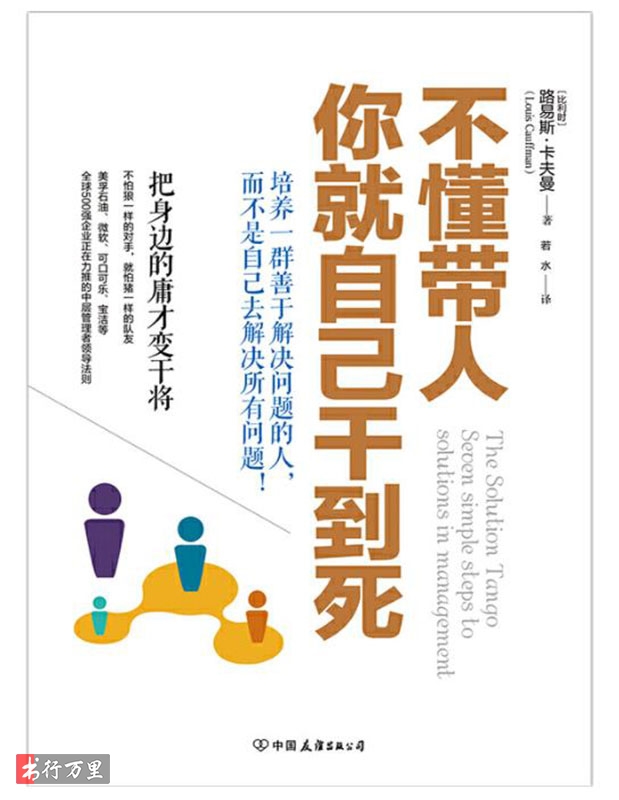 [比利时]
路易斯·卡夫曼
(Louis Cauffman)
著
若水
译
不懂带人
你就自己干到死
The Solution Tango
Seven simple steps to
solutions in management
培养一群善于解决问题的人，
而不是自己去解决所有问题！
把身边的庸才变干将
不怕狼一样的对手，就怕猪一样的队友
美孚石油、微软、可口可乐、宝洁等
全球500强企业正在力推的中层管理者领导法则
中国友谊出版公司
书行万里